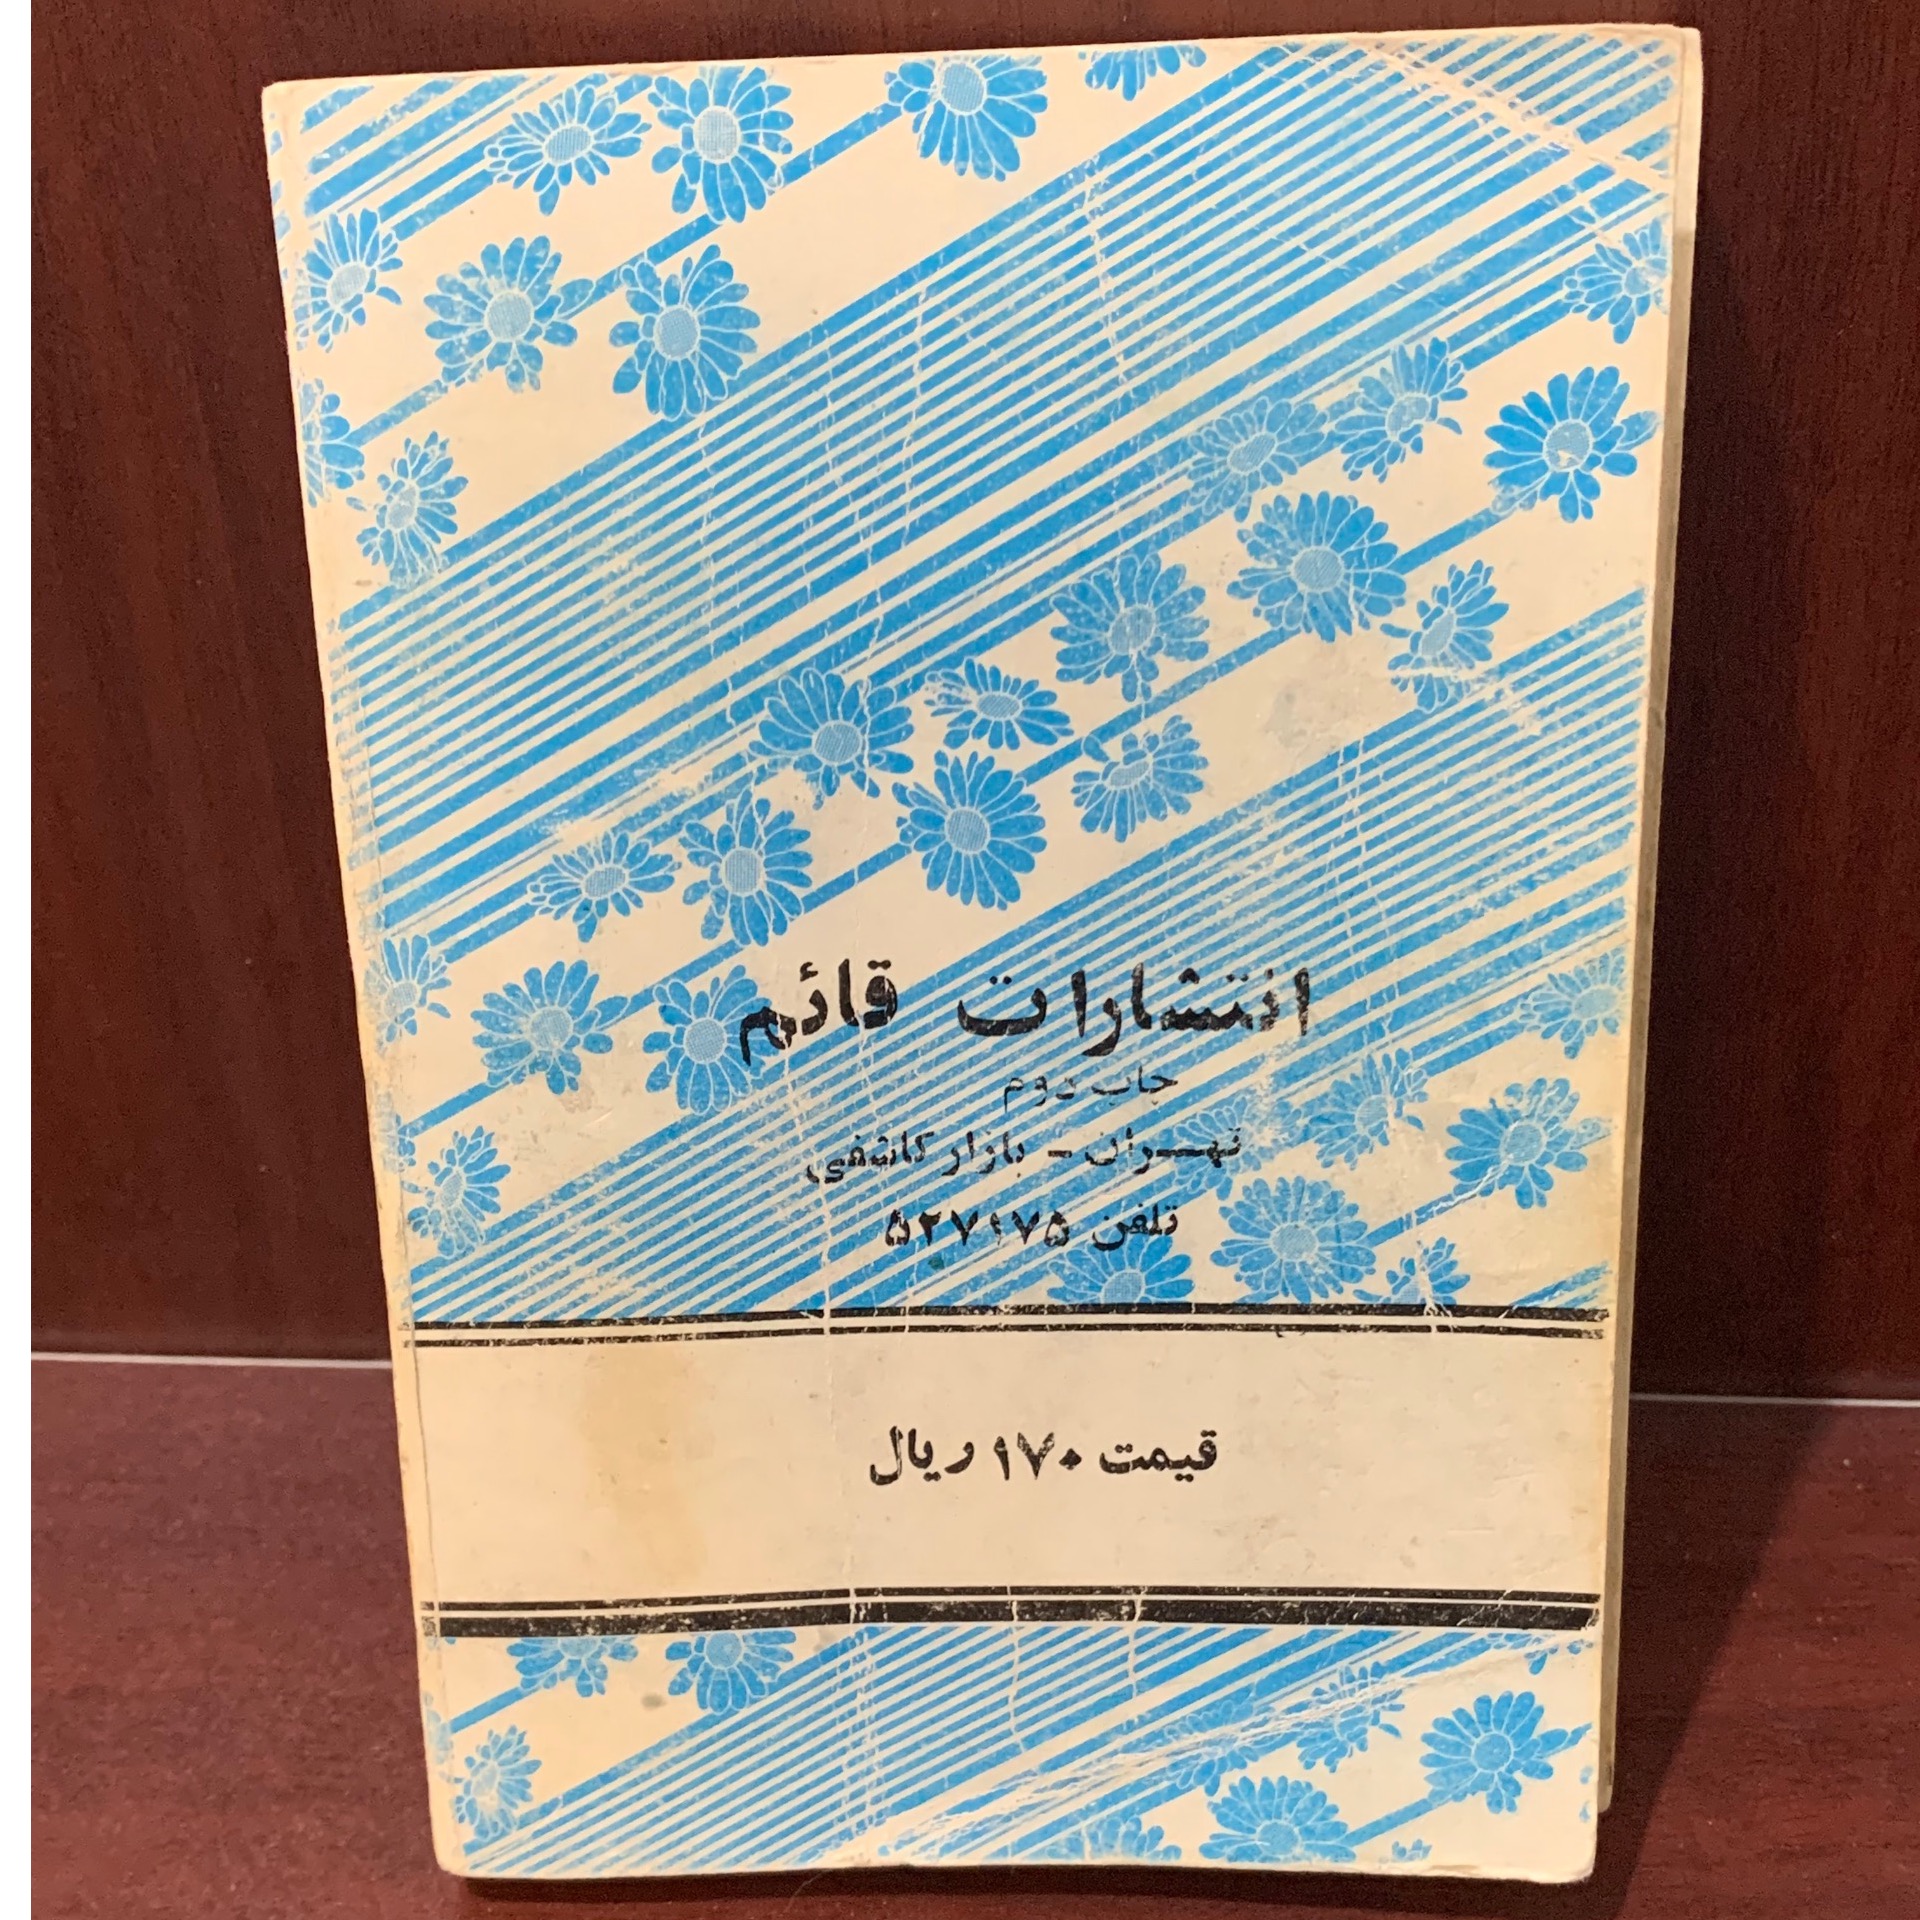 انتشارات قائم
چاپ دوم
تهران - بازار کاشفی
تلفن ۵۲۷۱۷۵
قیمت ۱۷۰ ریال